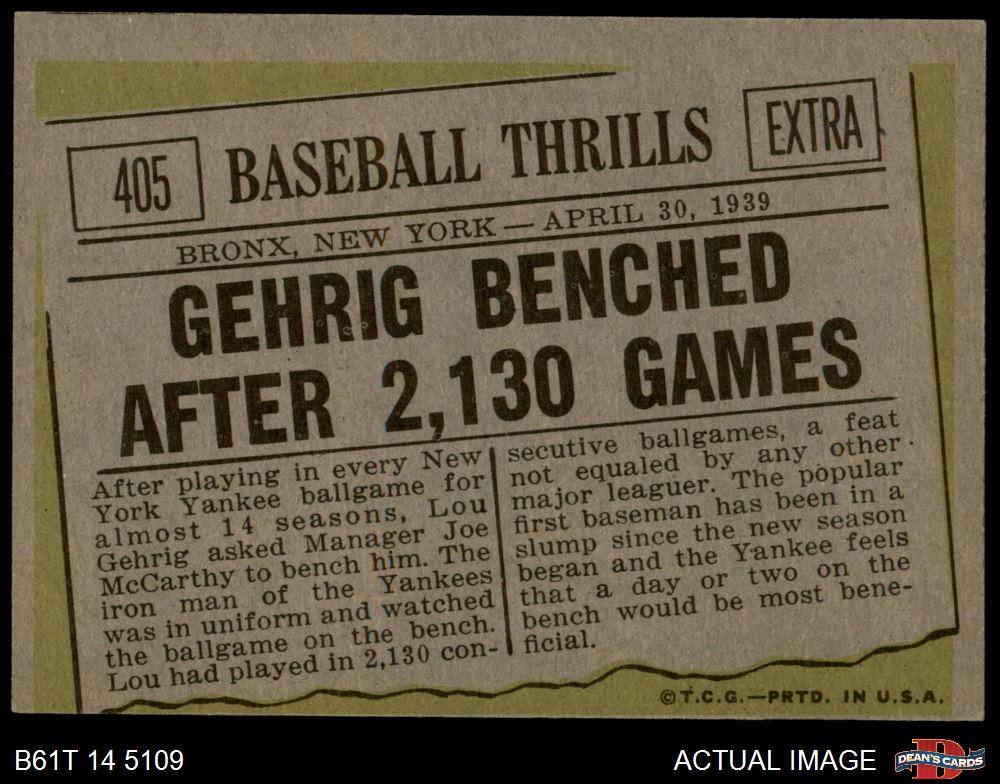 405
BASEBALL THRILLS
EXTRA
BRONX, NEW YORK — APRIL 30, 1939
GEHRIG BENCHED
AFTER 2,130 GAMES
After playing in every New
York Yankee ballgame for
almost 14 seasons, Lou
Gehrig asked Manager Joe
McCarthy to bench him. The
iron man of the Yankees
was in uniform and watched
the ballgame on the bench.
Lou had played in 2,130 con-
secutive ballgames, a feat
not equaled by any other
major leaguer. The popular
first baseman has been in a
slump since the new season
began and the Yankee feels
that a day or two on the
bench would be most bene-
ficial.
© T.C.G.—PRTD. IN U.S.A.
B61T 14 5109
ACTUAL IMAGE
D
DEAN'S CARDS